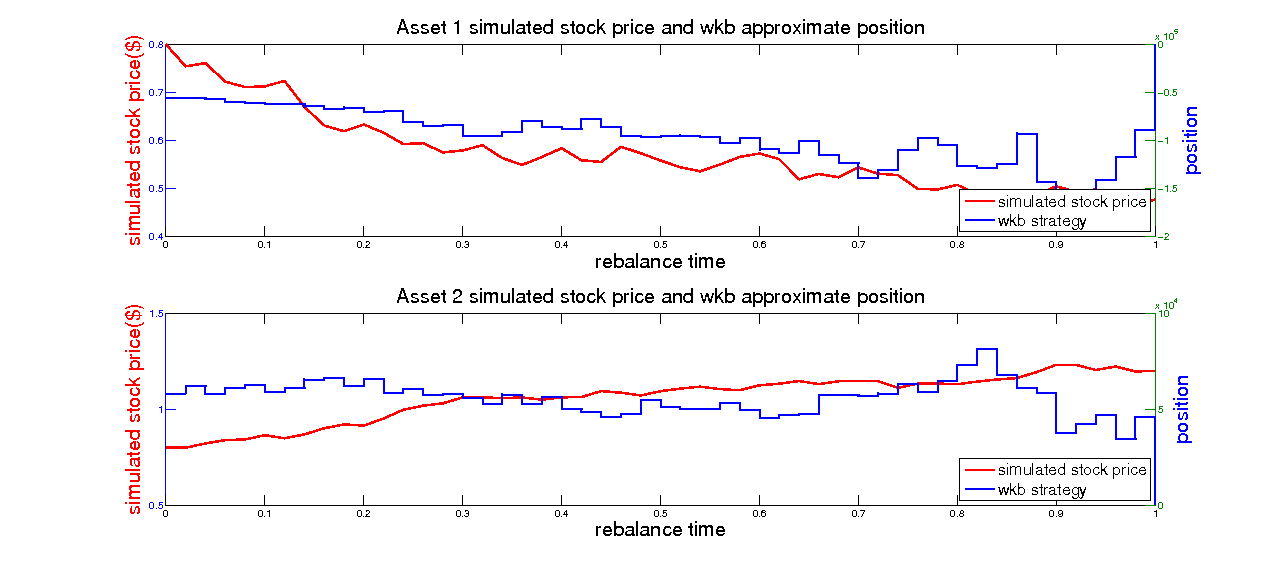 Asset 1 simulated stock price and wkb approximate position
x 10^5
simulated stock price($)
0.8
0.7
0.6
0.5
0.4
0
-0.5
-1
-1.5
-2
position
simulated stock price
wkb strategy
0 0.1 0.2 0.3 0.4 0.5 0.6 0.7 0.8 0.9 1
rebalance time
Asset 2 simulated stock price and wkb approximate position
x 10^4
simulated stock price($)
1.5
1
0.5
10
5
0
position
simulated stock price
wkb strategy
0 0.1 0.2 0.3 0.4 0.5 0.6 0.7 0.8 0.9 1
rebalance time